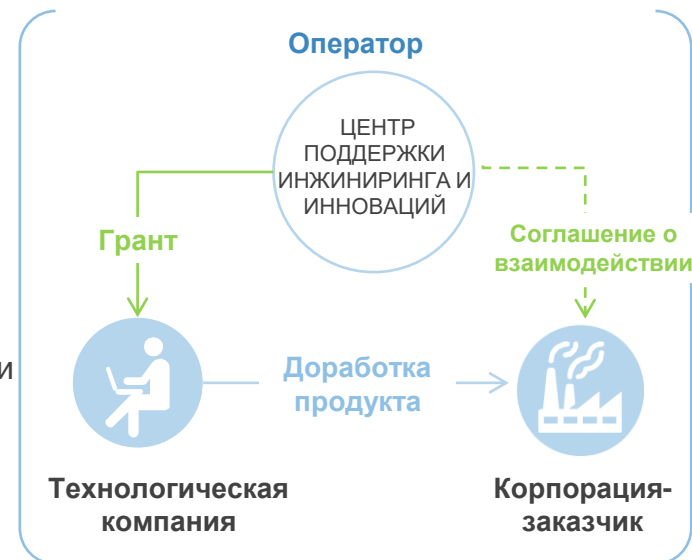 Оператор
ЦЕНТР
ПОДДЕРЖКИ
ИНЖИНИРИНГА И
ИННОВАЦИЙ
Грант
Соглашение о
взаимодействии
и
Доработка
продукта
Технологическая
компания
Корпорация-
заказчик